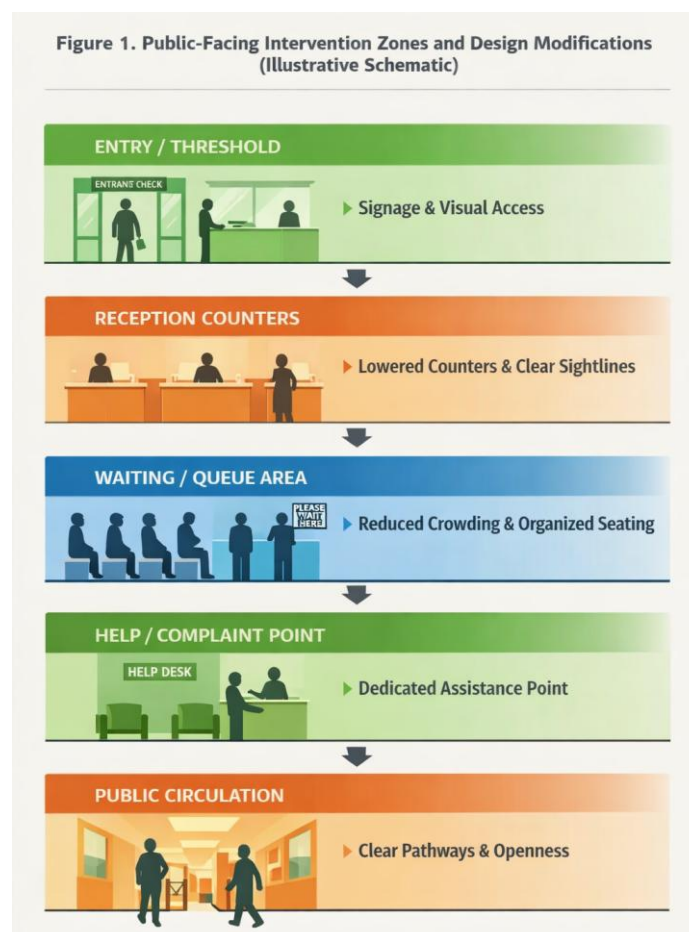 Figure 1. Public-Facing Intervention Zones and Design Modifications
(Illustrative Schematic)
ENTRY / THRESHOLD
ENTRANT CHECK
Signage & Visual Access
RECEPTION COUNTERS
Lowered Counters & Clear Sightlines
WAITING / QUEUE AREA
PLEASE
WAIT
HERE
Reduced Crowding & Organized Seating
HELP / COMPLAINT POINT
HELP DESK
Dedicated Assistance Point
PUBLIC CIRCULATION
Clear Pathways & Openness